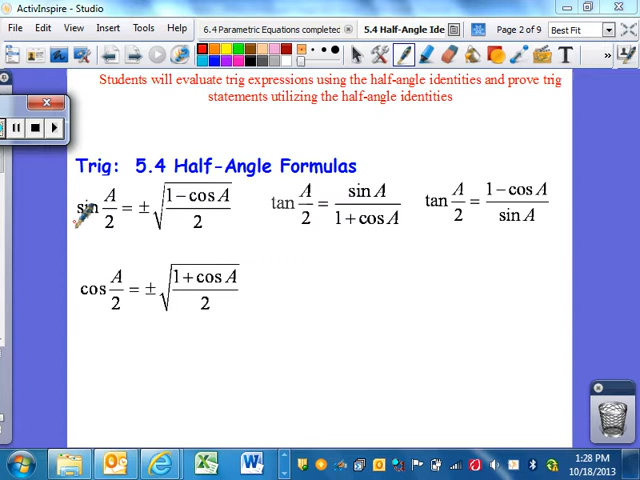 ActivInspire - Studio
File Edit View Insert Tools Help
6.4 Parametric Equations completed
5.4 Half-Angle Ide
Page 2 of 9
Best Fit
Students will evaluate trig expressions using the half-angle identities and prove trig
statements utilizing the half-angle identities
Trig: 5.4 Half-Angle Formulas
sin A/2 = ± √(1 − cos A)/2
tan A/2 = sin A/(1 + cos A)
tan A/2 = (1 − cos A)/sin A
cos A/2 = ± √(1 + cos A)/2
1:28 PM
10/18/2013